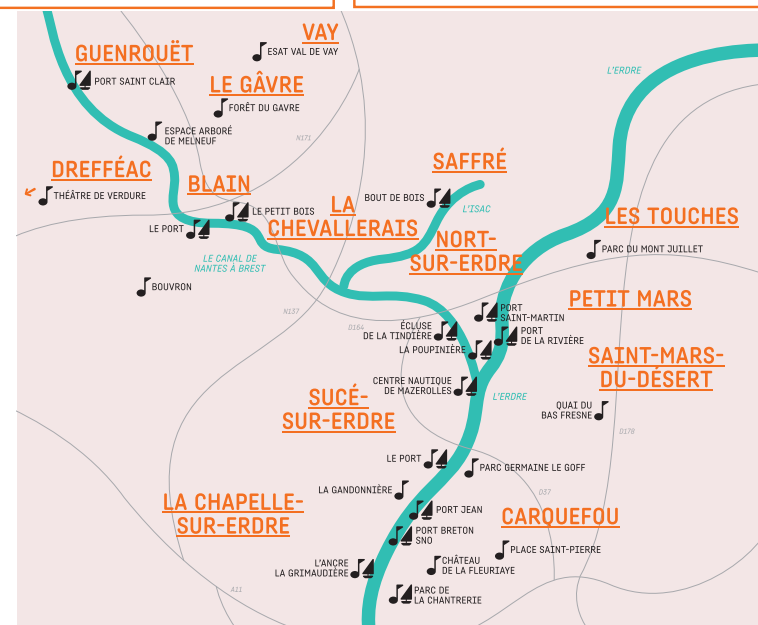 VAY
GUENROUËT
ESAT VAL DE VAY
PORT SAINT CLAIR
LE GÂVRE
FORÊT DU GAVRE
L'ERDRE
ESPACE ARBORÉ
DE MELNEUF
N171
DREFFÉAC
THÉÂTRE DE VERDURE
BLAIN
LE PETIT BOIS
LE PORT
LA
CHEVALLERAIS
SAFFRÉ
BOUT DE BOIS
L'ISAC
LES TOUCHES
PARC DU MONT JUILLET
NORT-
SUR-ERDRE
LE CANAL DE
NANTES À BREST
BOUVRON
N137
D164
PETIT MARS
PORT
SAINT-MARTIN
ÉCLUSE
DE LA TINDIÈRE
PORT
DE LA RIVIÈRE
LA POUPINIÈRE
SAINT-MARS-
DU-DÉSERT
CENTRE NAUTIQUE
DE MAZEROLLES
L'ERDRE
QUAI DU
BAS FRESNE
D178
SUCÉ-
SUR-ERDRE
LE PORT
PARC GERMAINE LE GOFF
LA GANDONNIÈRE
D37
LA CHAPELLE-
SUR-ERDRE
PORT JEAN
CARQUEFOU
PORT BRETON
SNO
PLACE SAINT-PIERRE
L'ANCRE
LA GRIMAUDIÈRE
CHÂTEAU
DE LA FLEURIAYE
A11
PARC DE
LA CHANTRERIE